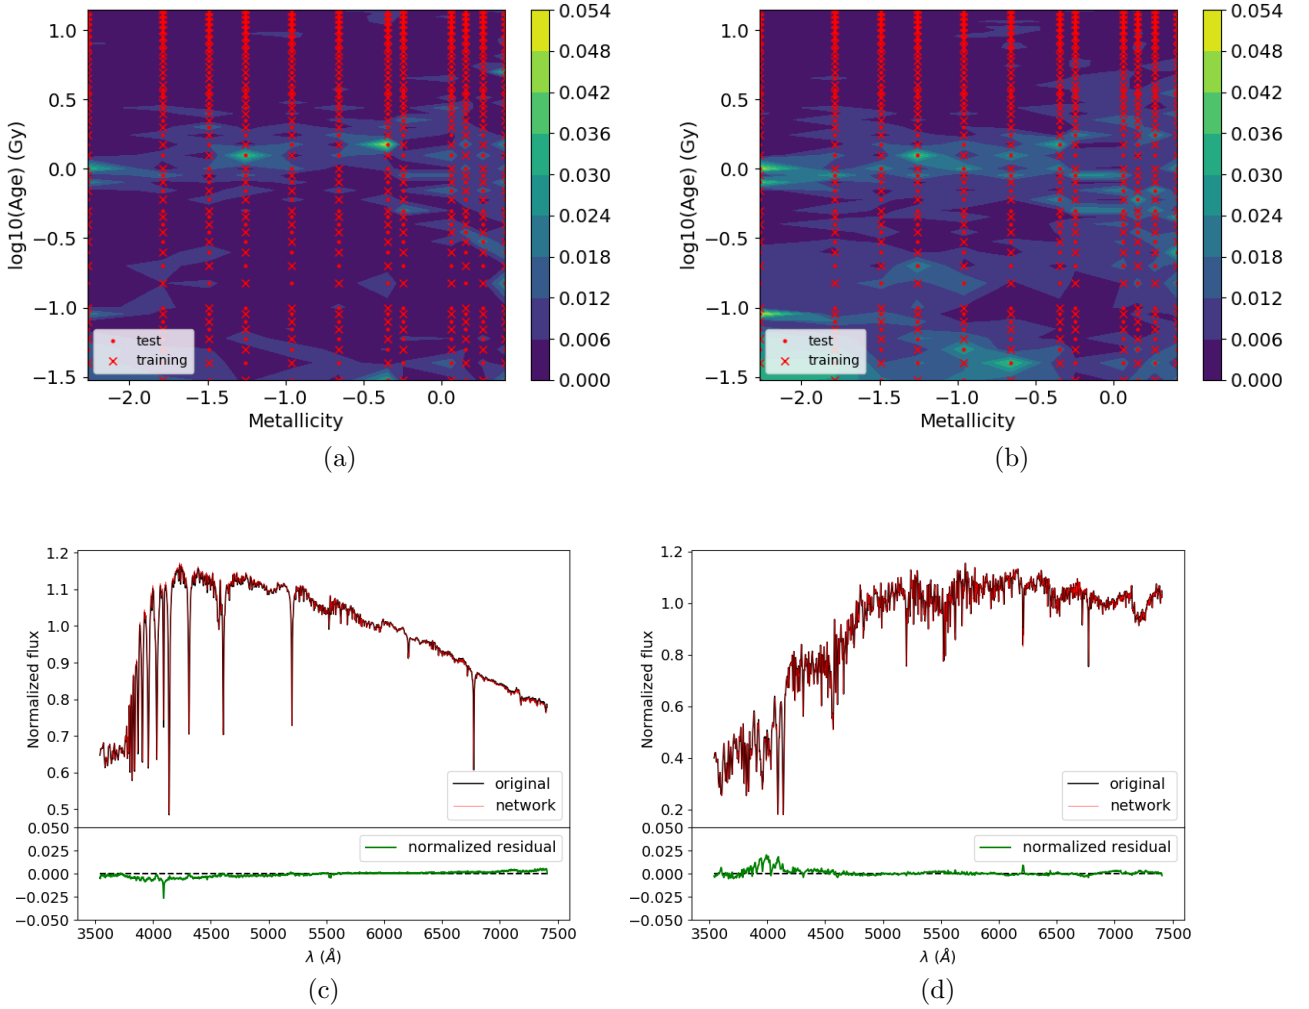 1.0
0.5
0.0
−0.5
−1.0
−1.5
log10(Age) (Gy)
−2.0 −1.5 −1.0 −0.5 0.0
Metallicity
test
training
0.054
0.048
0.042
0.036
0.030
0.024
0.018
0.012
0.006
0.000
(a)
1.0
0.5
0.0
−0.5
−1.0
−1.5
log10(Age) (Gy)
−2.0 −1.5 −1.0 −0.5 0.0
Metallicity
test
training
0.054
0.048
0.042
0.036
0.030
0.024
0.018
0.012
0.006
0.000
(b)
1.2
1.1
1.0
0.9
0.8
0.7
0.6
0.5
Normalized flux
original
network
0.050
0.025
0.000
−0.025
−0.050
normalized residual
3500 4000 4500 5000 5500 6000 6500 7000 7500
λ (Å)
(c)
1.2
1.0
0.8
0.6
0.4
0.2
Normalized flux
original
network
0.050
0.025
0.000
−0.025
−0.050
normalized residual
3500 4000 4500 5000 5500 6000 6500 7000 7500
λ (Å)
(d)